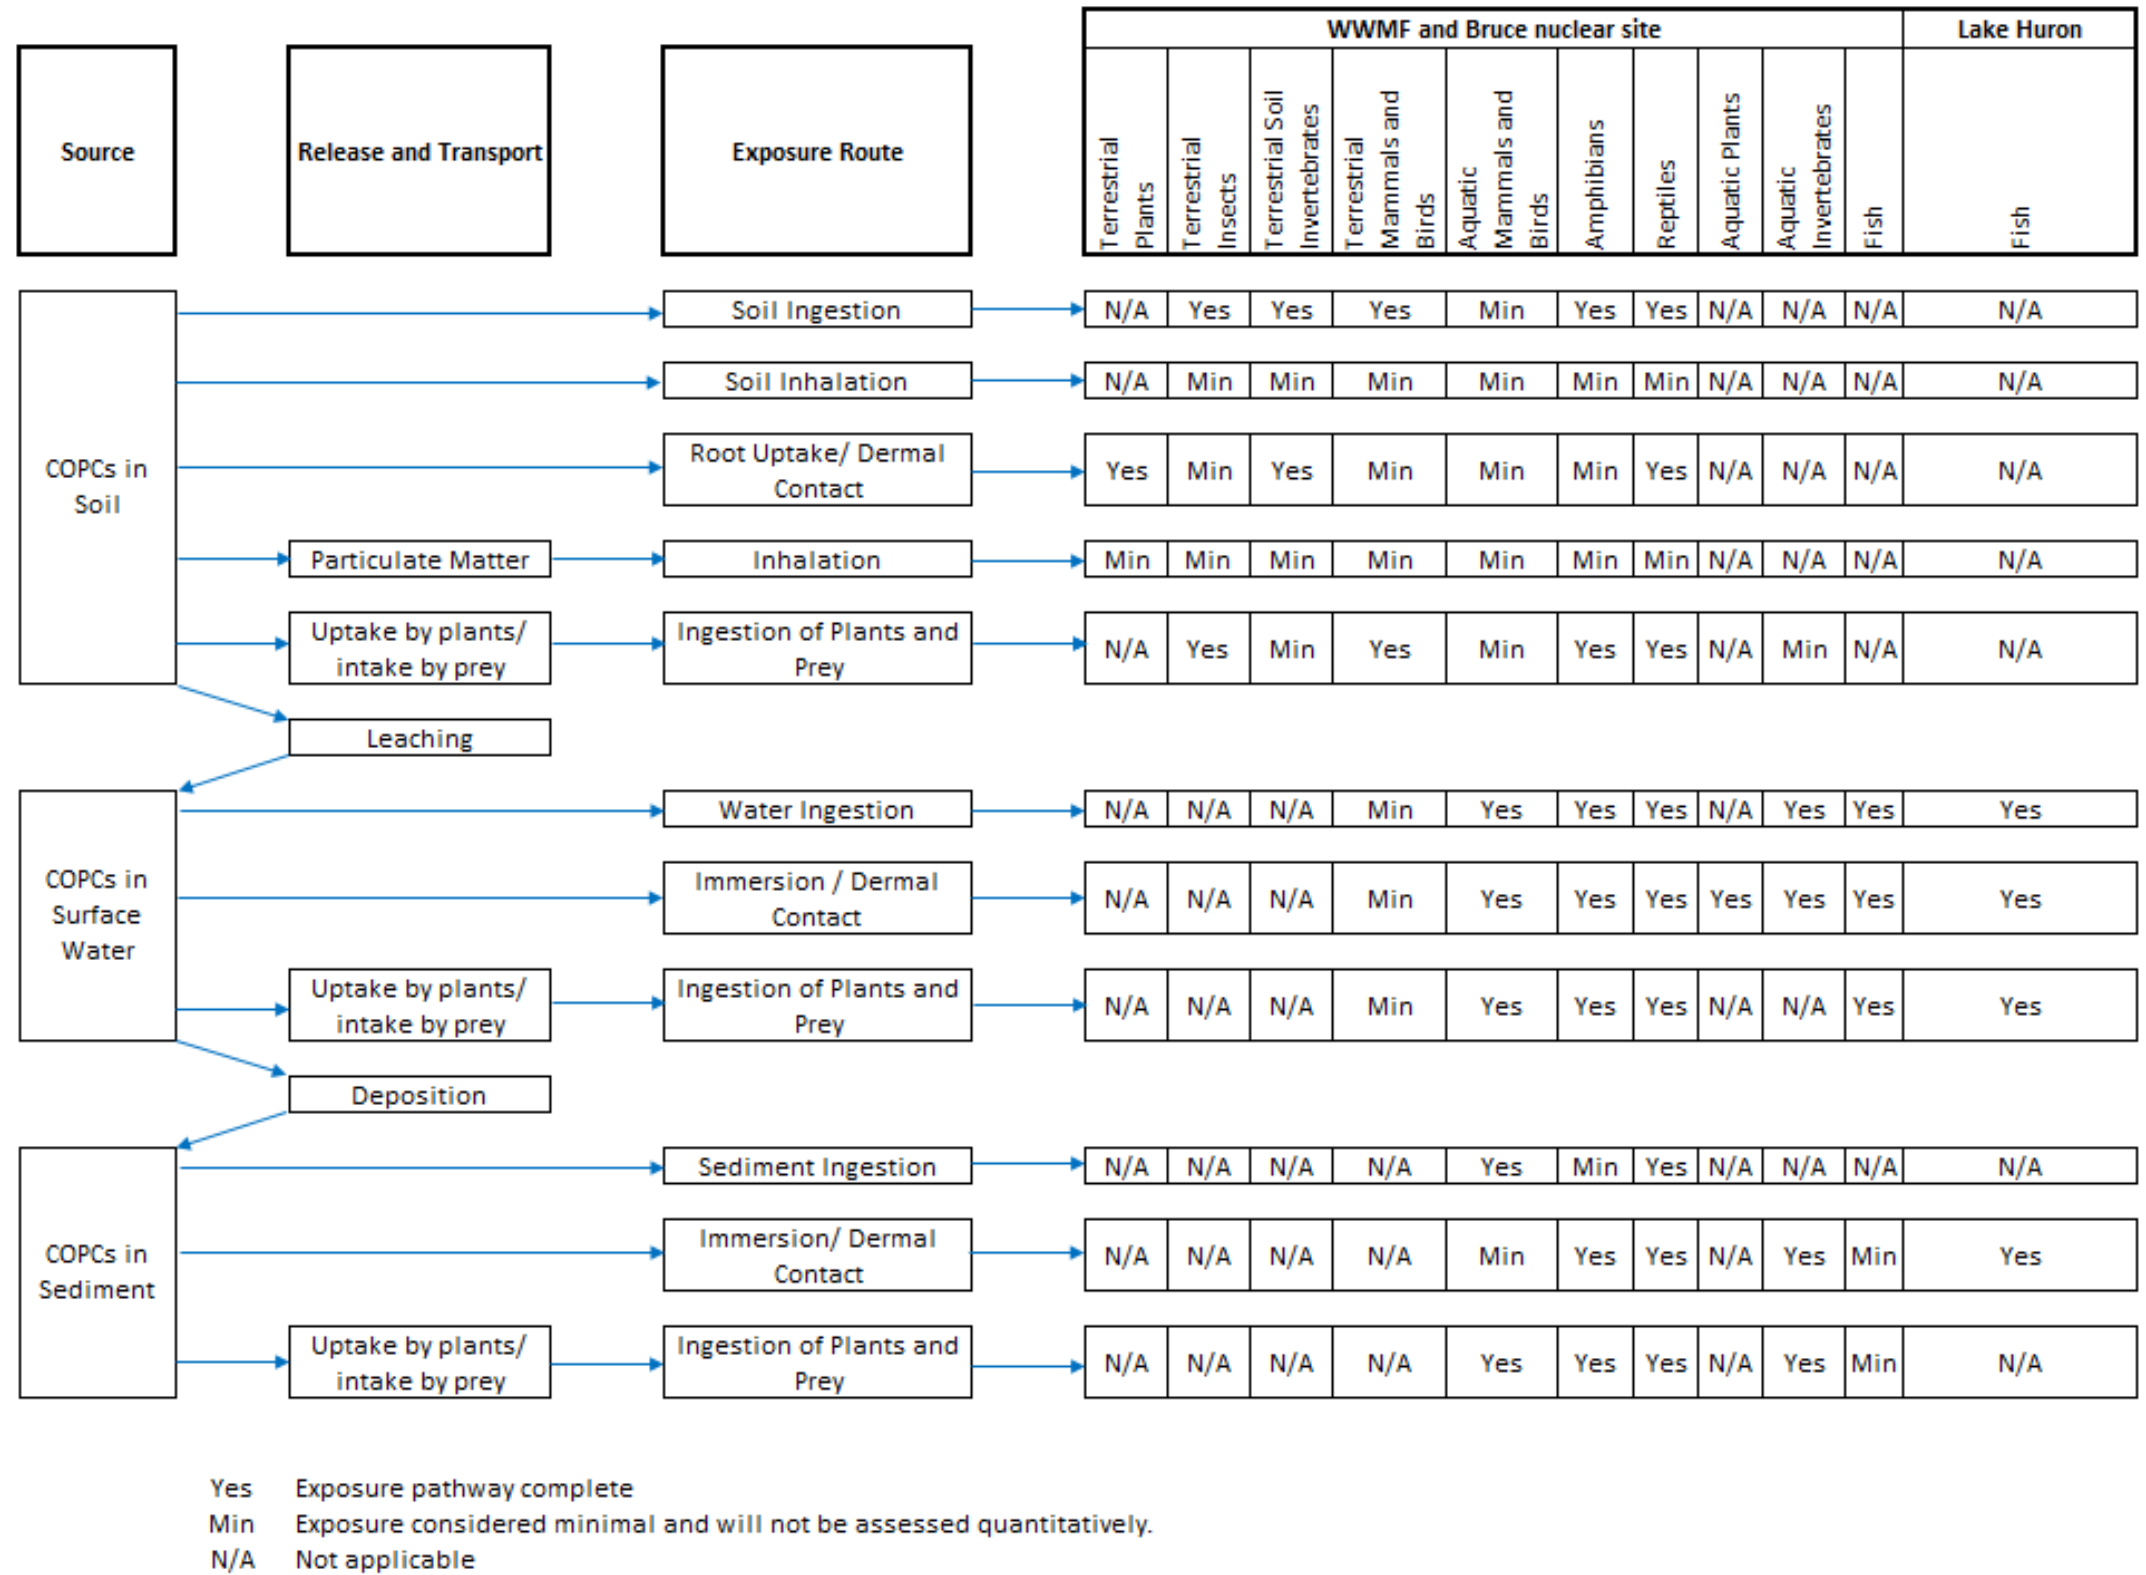 WWMF and Bruce nuclear site
Lake Huron
Source
Release and Transport
Exposure Route
Terrestrial
Plants
Terrestrial
Insects
Terrestrial Soil
Invertebrates
Terrestrial
Mammals and
Birds
Aquatic
Mammals and
Birds
Amphibians
Reptiles
Aquatic Plants
Aquatic
Invertebrates
Fish
Fish
COPCs in
Soil
Soil Ingestion
N/A Yes Yes Yes Min Yes Yes N/A N/A N/A N/A
Soil Inhalation
N/A Min Min Min Min Min Min N/A N/A N/A N/A
Root Uptake/ Dermal
Contact
Yes Min Yes Min Min Min Yes N/A N/A N/A N/A
Particulate Matter
Inhalation
Min Min Min Min Min Min Min N/A N/A N/A N/A
Uptake by plants/
intake by prey
Ingestion of Plants and
Prey
N/A Yes Min Yes Min Yes Yes N/A Min N/A N/A
Leaching
COPCs in
Surface
Water
Water Ingestion
N/A N/A N/A Min Yes Yes Yes N/A Yes Yes Yes
Immersion / Dermal
Contact
N/A N/A N/A Min Yes Yes Yes Yes Yes Yes Yes
Uptake by plants/
intake by prey
Ingestion of Plants and
Prey
N/A N/A N/A Min Yes Yes Yes N/A N/A Yes Yes
Deposition
COPCs in
Sediment
Sediment Ingestion
N/A N/A N/A N/A Yes Min Yes N/A N/A N/A N/A
Immersion/ Dermal
Contact
N/A N/A N/A N/A Min Yes Yes N/A Yes Min Yes
Uptake by plants/
intake by prey
Ingestion of Plants and
Prey
N/A N/A N/A N/A Yes Yes Yes N/A Yes Min N/A
Yes Exposure pathway complete
Min Exposure considered minimal and will not be assessed quantitatively.
N/A Not applicable